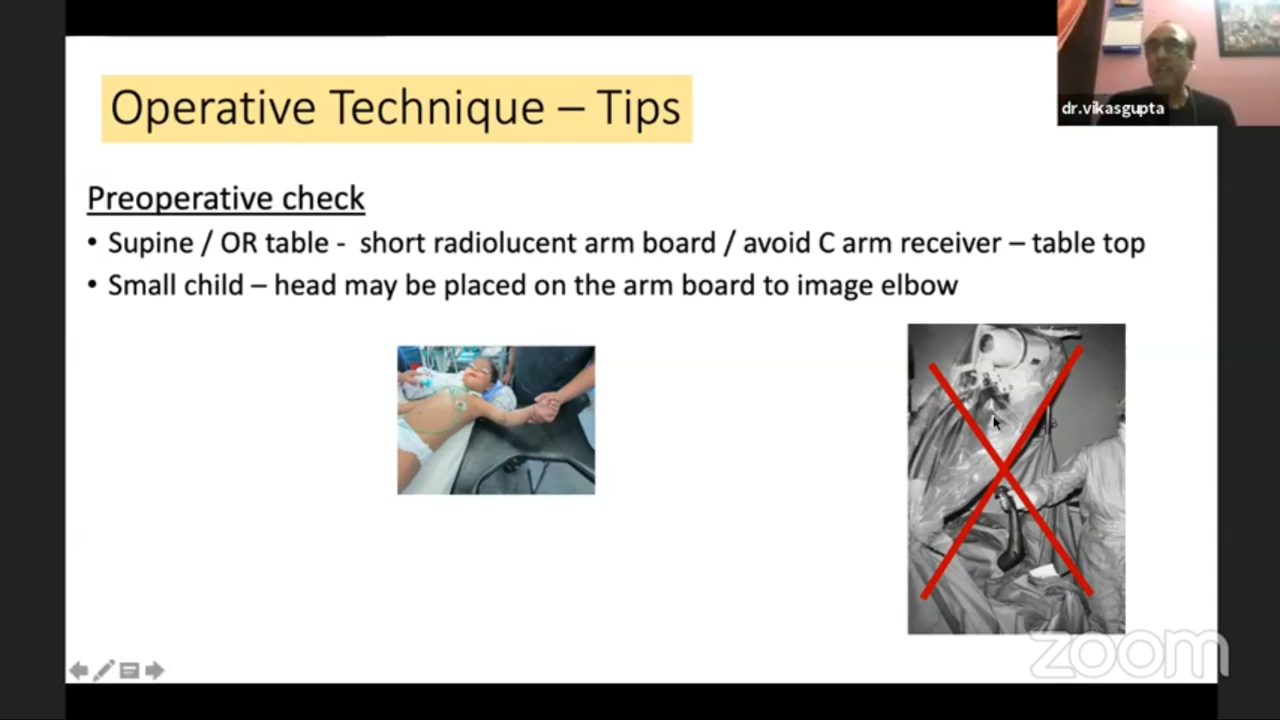 dr.vikasgupta
Operative Technique – Tips
Preoperative check
• Supine / OR table - short radiolucent arm board / avoid C arm receiver – table top
• Small child – head may be placed on the arm board to image elbow
zoom